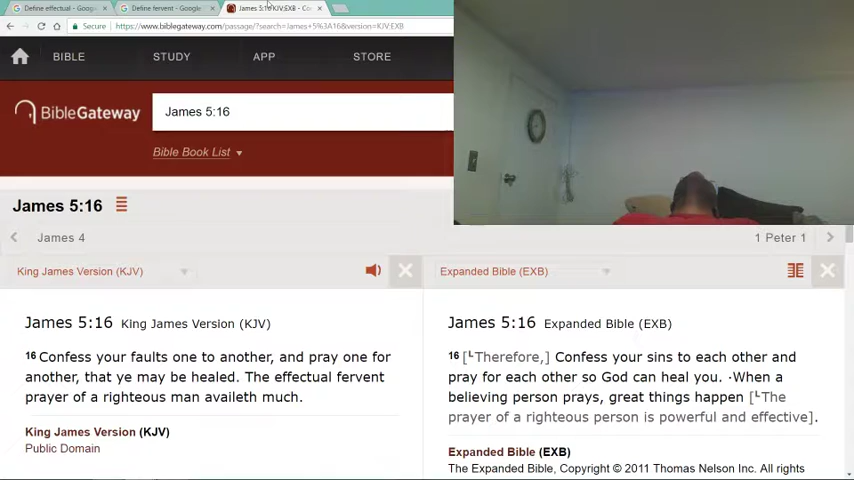 Define effectual - Goog
Define fervent - Google
James 5:16 KJV;EXB - Co
Secure https://www.biblegateway.com/passage/?search=James+5%3A16&version=KJV;EXB
BIBLE STUDY APP STORE
BibleGateway
James 5:16
Bible Book List
James 5:16
James 4
1 Peter 1
King James Version (KJV)
Expanded Bible (EXB)
James 5:16 King James Version (KJV)
16 Confess your faults one to another, and pray one for
another, that ye may be healed. The effectual fervent
prayer of a righteous man availeth much.
King James Version (KJV)
Public Domain
James 5:16 Expanded Bible (EXB)
16 [└Therefore,] Confess your sins to each other and
pray for each other so God can heal you. ·When a
believing person prays, great things happen [└The
prayer of a righteous person is powerful and effective].
Expanded Bible (EXB)
The Expanded Bible, Copyright © 2011 Thomas Nelson Inc. All rights